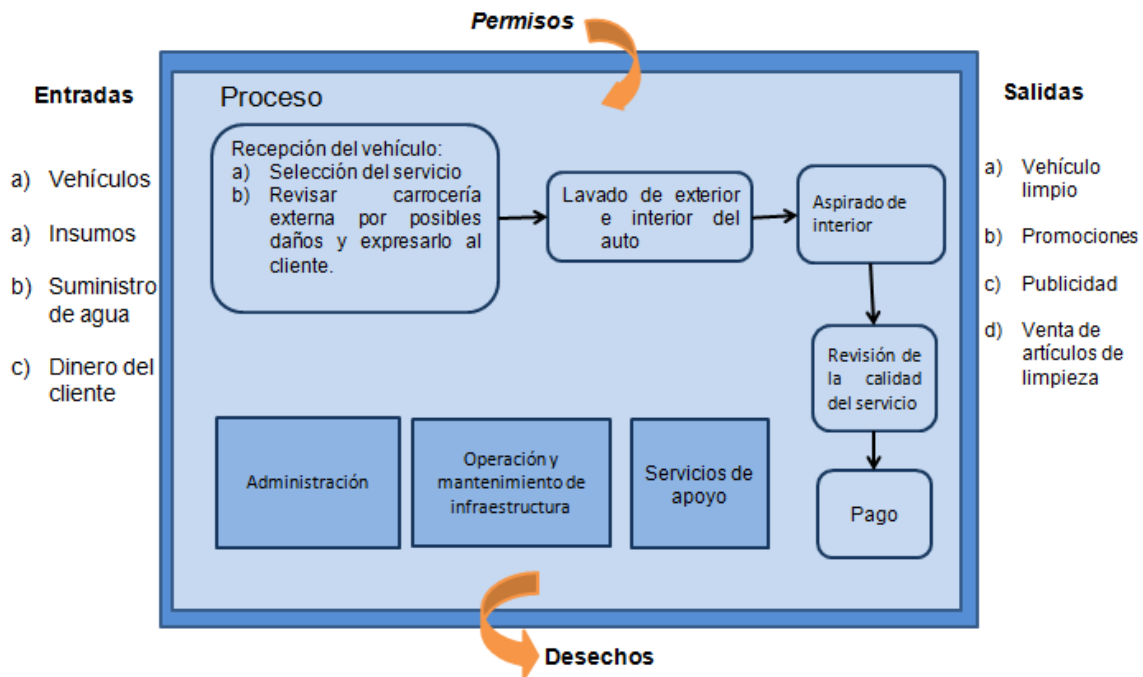 Permisos
Entradas
a) Vehículos
a) Insumos
b) Suministro
de agua
c) Dinero del
cliente
Proceso
Recepción del vehículo:
a) Selección del servicio
b) Revisar carrocería
externa por posibles
daños y expresarlo al
cliente.
Lavado de exterior
e interior del
auto
Aspirado de
interior
Revisión de
la calidad
del servicio
Pago
Administración
Operación y
mantenimiento de
infraestructura
Servicios de
apoyo
Salidas
a) Vehículo
limpio
b) Promociones
c) Publicidad
d) Venta de
artículos de
limpieza
Desechos